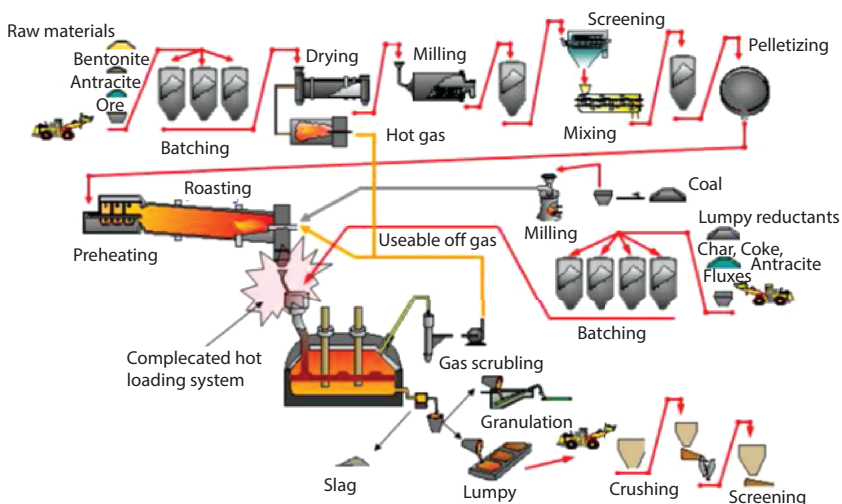 Raw materials
Bentonite
Antracite
Ore
Batching
Drying
Hot gas
Milling
Screening
Mixing
Pelletizing
Roasting
Preheating
Useable off gas
Milling
Coal
Lumpy reductants
Char, Coke,
Antracite
Fluxes
Batching
Complecated hot
loading system
Gas scrubling
Granulation
Slag
Lumpy
Crushing
Screening